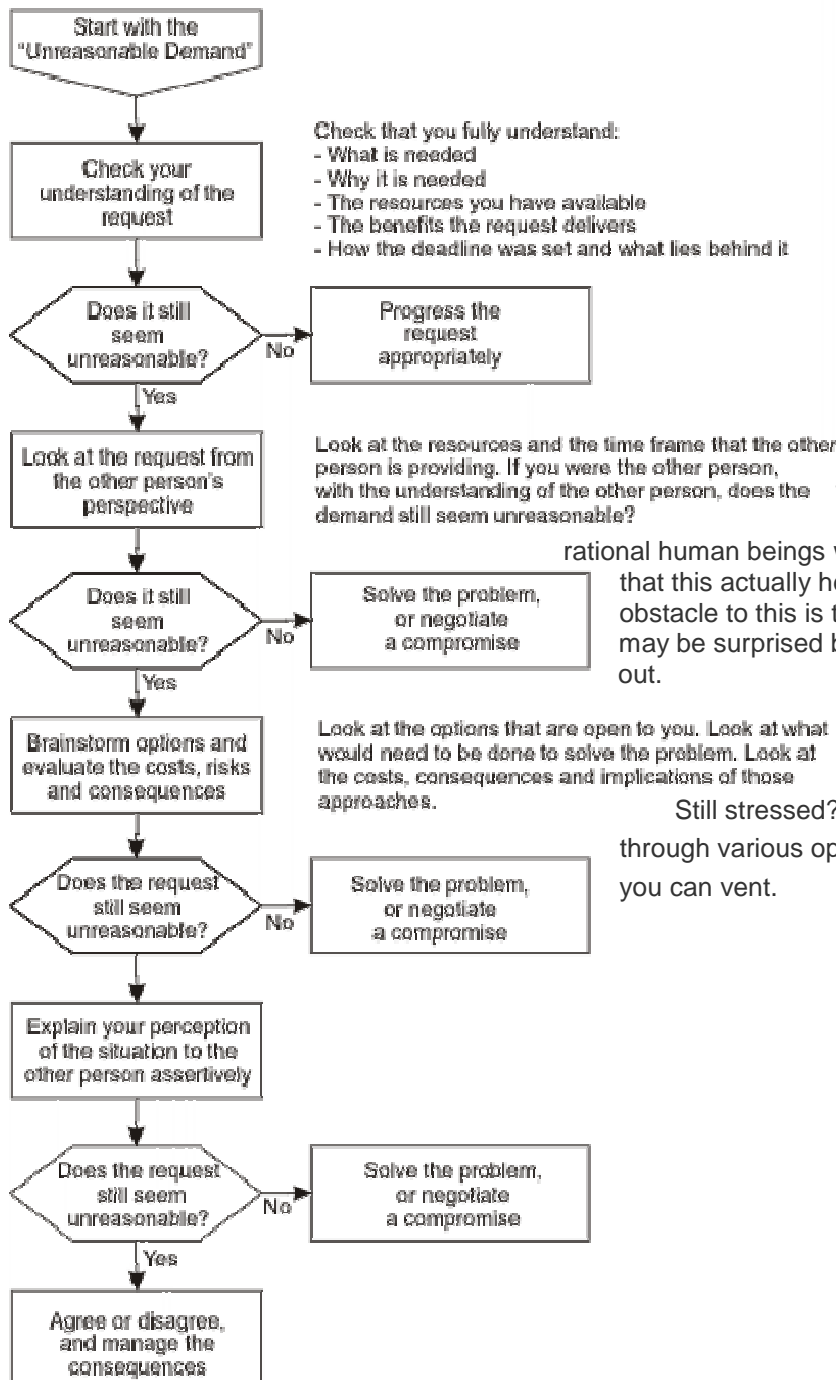 Start with the
"Unreasonable Demand"
Check your
understanding of the
request
Check that you fully understand:
- What is needed
- Why it is needed
- The resources you have available
- The benefits the request delivers
- How the deadline was set and what lies behind it
Does it still
seem
unreasonable?
No
Progress the
request
appropriately
Yes
Look at the request from
the other person's
perspective
Look at the resources and the time frame that the other
person is providing. If you were the other person,
with the understanding of the other person, does the
demand still seem unreasonable?
rational human beings
that this actually
obstacle to this is
may be surprised
out.
Does it still
seem
unreasonable?
No
Solve the problem,
or negotiate
a compromise
Yes
Brainstorm options and
evaluate the costs, risks
and consequences
Look at the options that are open to you. Look at what
would need to be done to solve the problem. Look at
the costs, consequences and implications of those
approaches.
Still stressed?
through various
you can vent.
Does the request
still seem
unreasonable?
No
Solve the problem,
or negotiate
a compromise
Explain your perception
of the situation to the
other person assertively
Does the request
still seem
unreasonable?
No
Solve the problem,
or negotiate
a compromise
Yes
Agree or disagree,
and manage the
consequences